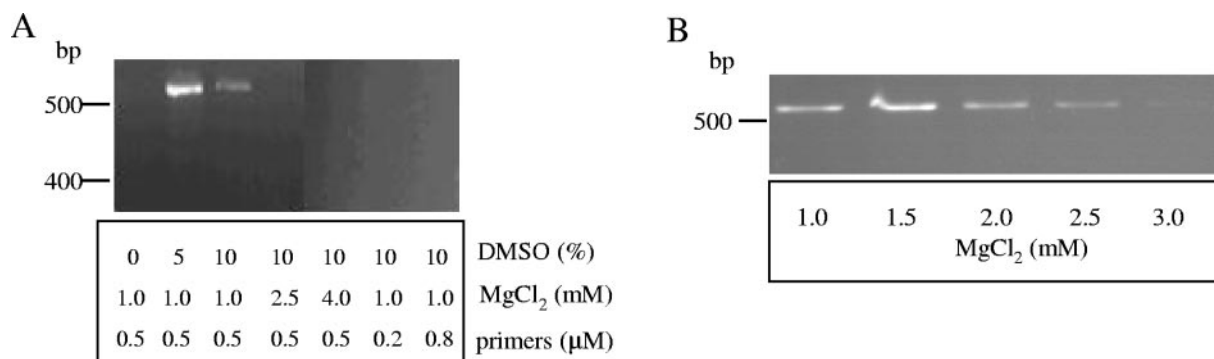 A
bp
500
400
0 5 10 10 10 10 10 DMSO (%)
1.0 1.0 1.0 2.5 4.0 1.0 1.0 MgCl₂ (mM)
0.5 0.5 0.5 0.5 0.5 0.2 0.8 primers (µM)
B
bp
500
1.0 1.5 2.0 2.5 3.0
MgCl₂ (mM)